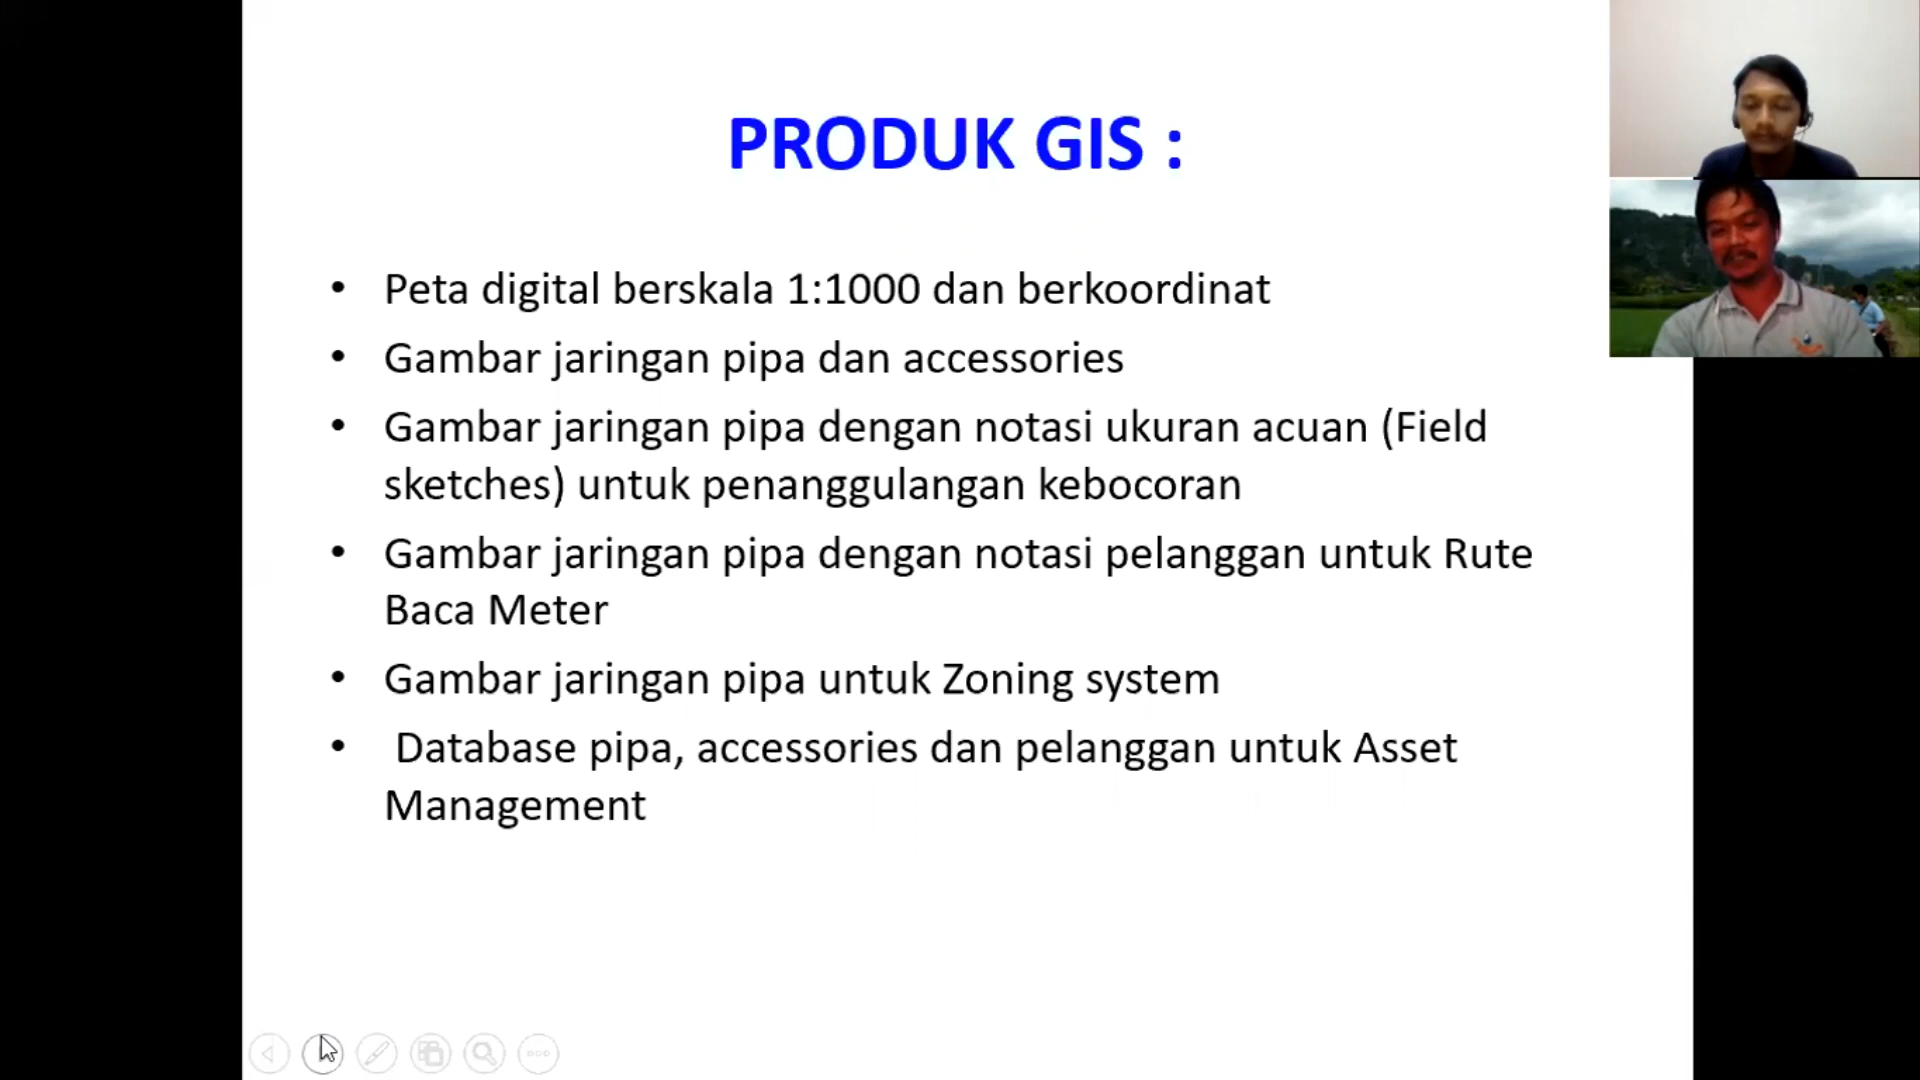 PRODUK GIS :
• Peta digital berskala 1:1000 dan berkoordinat
• Gambar jaringan pipa dan accessories
• Gambar jaringan pipa dengan notasi ukuran acuan (Field
sketches) untuk penanggulangan kebocoran
• Gambar jaringan pipa dengan notasi pelanggan untuk Rute
Baca Meter
• Gambar jaringan pipa untuk Zoning system
• Database pipa, accessories dan pelanggan untuk Asset
Management